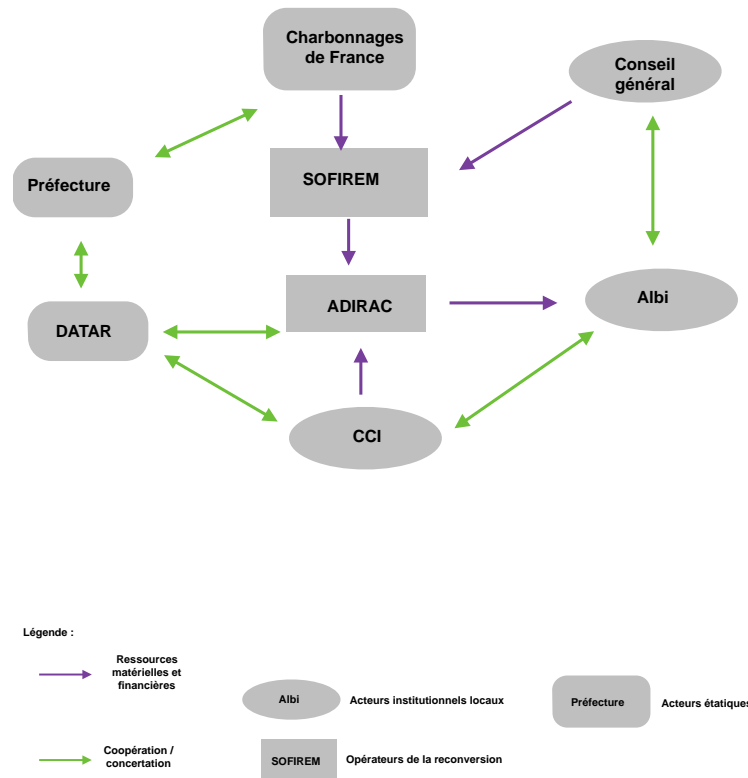 Charbonnages
de France
Conseil
général
Préfecture
SOFIREM
DATAR
ADIRAC
Albi
CCI
Légende :
Ressources
matérielles et
financières
Albi
Acteurs institutionnels locaux
Préfecture
Acteurs étatiques
Coopération /
concertation
SOFIREM
Opérateurs de la reconversion